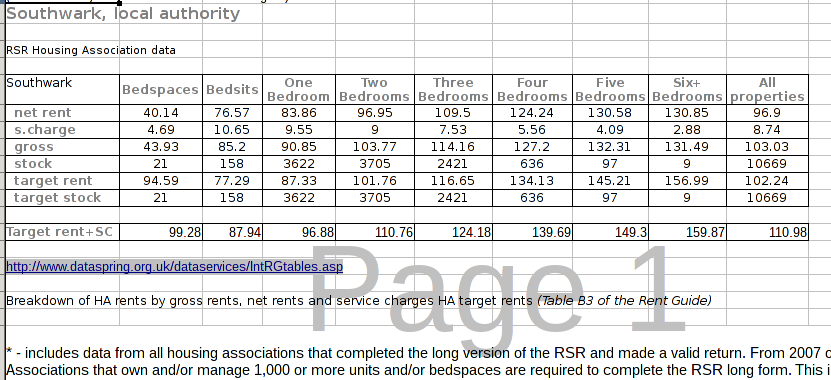 Southwark, local authority
RSR Housing Association data
Southwark Bedspaces Bedsits One Bedroom Two Bedrooms Three Bedrooms Four Bedrooms Five Bedrooms Six+ Bedrooms All properties
net rent 40.14 76.57 83.86 96.95 109.5 124.24 130.58 130.85 96.9
s.charge 4.69 10.65 9.55 9 7.53 5.56 4.09 2.88 8.74
gross 43.93 85.2 90.85 103.77 114.16 127.2 132.31 131.49 103.03
stock 21 158 3622 3705 2421 636 97 9 10669
target rent 94.59 77.29 87.33 101.76 116.65 134.13 145.21 156.99 102.24
target stock 21 158 3622 3705 2421 636 97 9 10669
Target rent+SC 99.28 87.94 96.88 110.76 124.18 139.69 149.3 159.87 110.98
Page 1
http://www.dataspring.org.uk/dataservices/IntRGtables.asp
Breakdown of HA rents by gross rents, net rents and service charges HA target rents (Table B3 of the Rent Guide)
* - includes data from all housing associations that completed the long version of the RSR and made a valid return. From 2007 o
Associations that own and/or manage 1,000 or more units and/or bedspaces are required to complete the RSR long form. This i